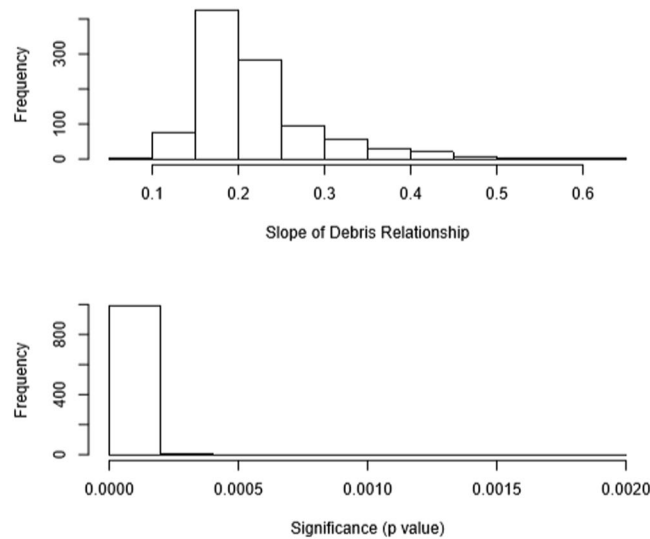 Frequency
300
100
0
0.1 0.2 0.3 0.4 0.5 0.6
Slope of Debris Relationship
Frequency
800
400
0
0.0000 0.0005 0.0010 0.0015 0.0020
Significance (p value)